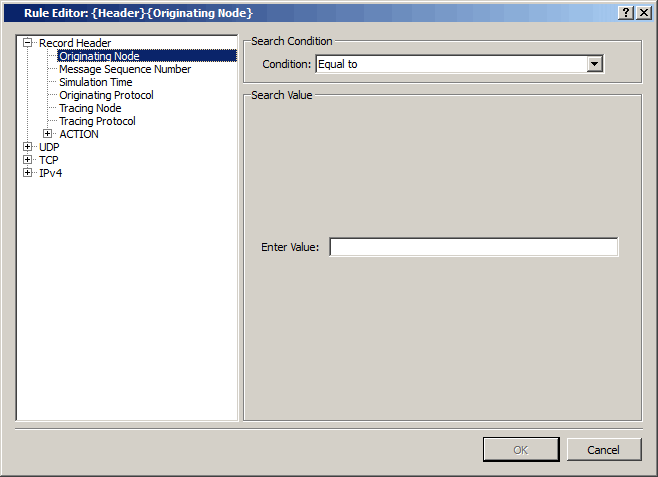 Rule Editor: {Header}{Originating Node}
Record Header
Originating Node
Message Sequence Number
Simulation Time
Originating Protocol
Tracing Node
Tracing Protocol
ACTION
UDP
TCP
IPv4
Search Condition
Condition: Equal to
Search Value
Enter Value:
OK Cancel